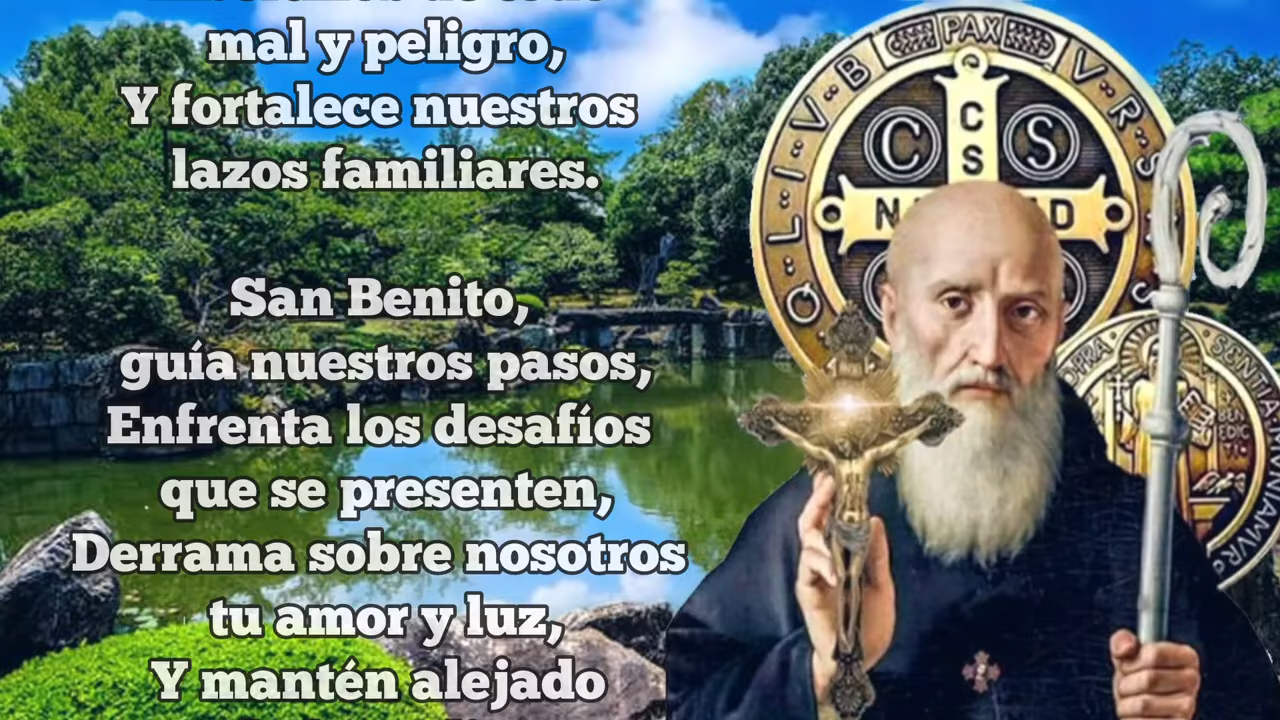 mal y peligro,
Y fortalece nuestros
lazos familiares.
San Benito,
guía nuestros pasos,
Enfrenta los desafíos
que se presenten,
Derrama sobre nosotros
tu amor y luz,
Y mantén alejado
PAX
V R S
Q L I V B
C S
C
S
N D